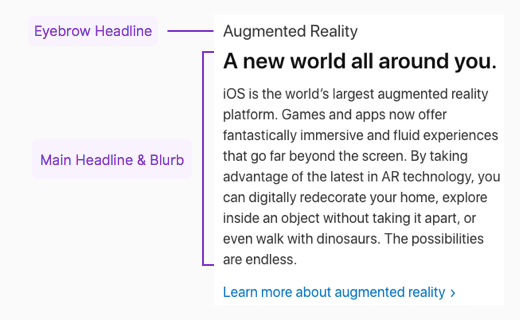 Eyebrow Headline
Augmented Reality
A new world all around you.
Main Headline & Blurb
iOS is the world’s largest augmented reality
platform. Games and apps now offer
fantastically immersive and fluid experiences
that go far beyond the screen. By taking
advantage of the latest in AR technology, you
can digitally redecorate your home, explore
inside an object without taking it apart, or
even walk with dinosaurs. The possibilities
are endless.
Learn more about augmented reality ›